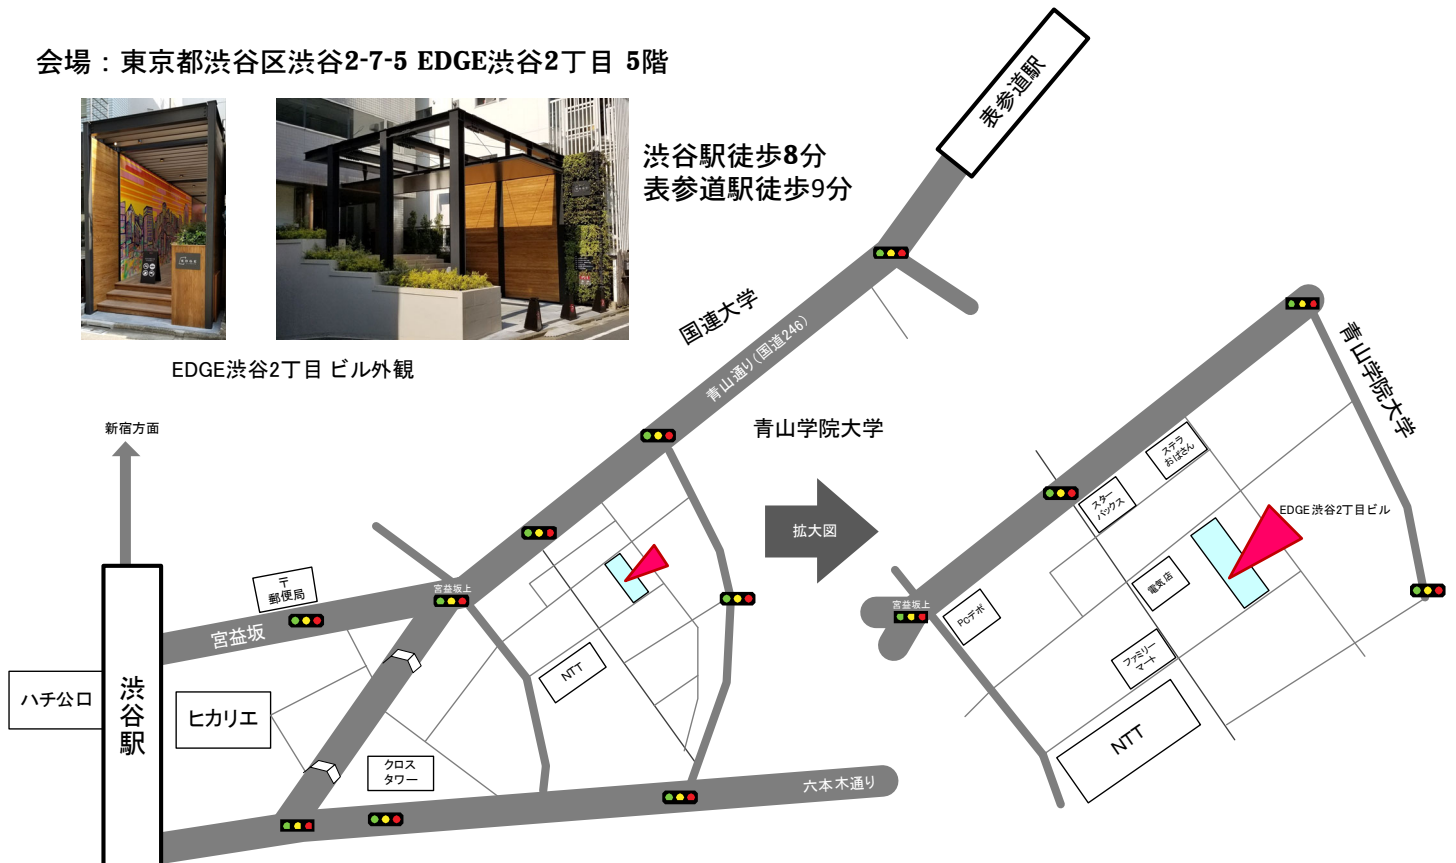 会場：東京都渋谷区渋谷2-7-5 EDGE渋谷2丁目 5階
渋谷駅徒歩8分
表参道駅徒歩9分
EDGE渋谷2丁目 ビル外観
表参道駅
国連大学
青山通り(国道246)
青山学院大学
新宿方面
〒
郵便局
宮益坂
宮益坂上
ハチ公口
渋谷駅
ヒカリエ
クロス
タワー
NTT
六本木通り
拡大図
青山学院大学
ステラ
おばさん
スター
バックス
EDGE渋谷2丁目ビル
電気店
宮益坂上
PCデポ
ファミリー
マート
NTT